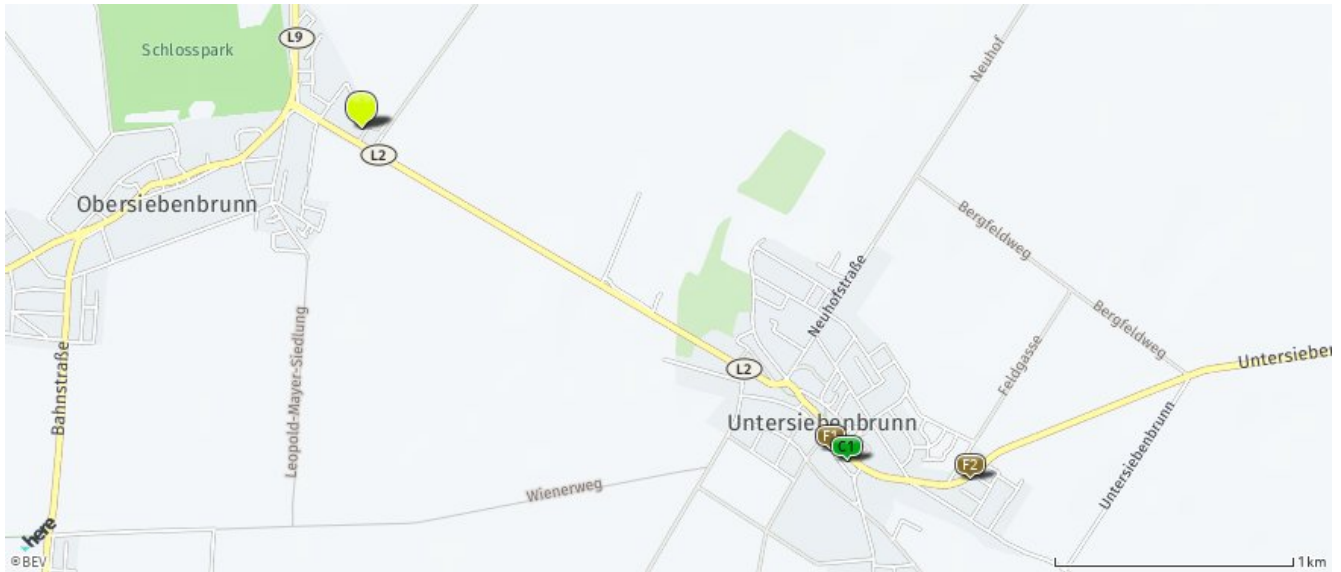 L9
Schlosspark
Neuhof
L2
Obersiebenbrunn
Bergfeldweg
Neuhofstraße
Bergfeldweg
Leopold-Mayer-Siedlung
Bahnstraße
Feldgasse
Untersieben
L2
Untersiebenbrunn
F1
C1
F2
Untersiebenbrunn
Wienerweg
here
©BEV
1km